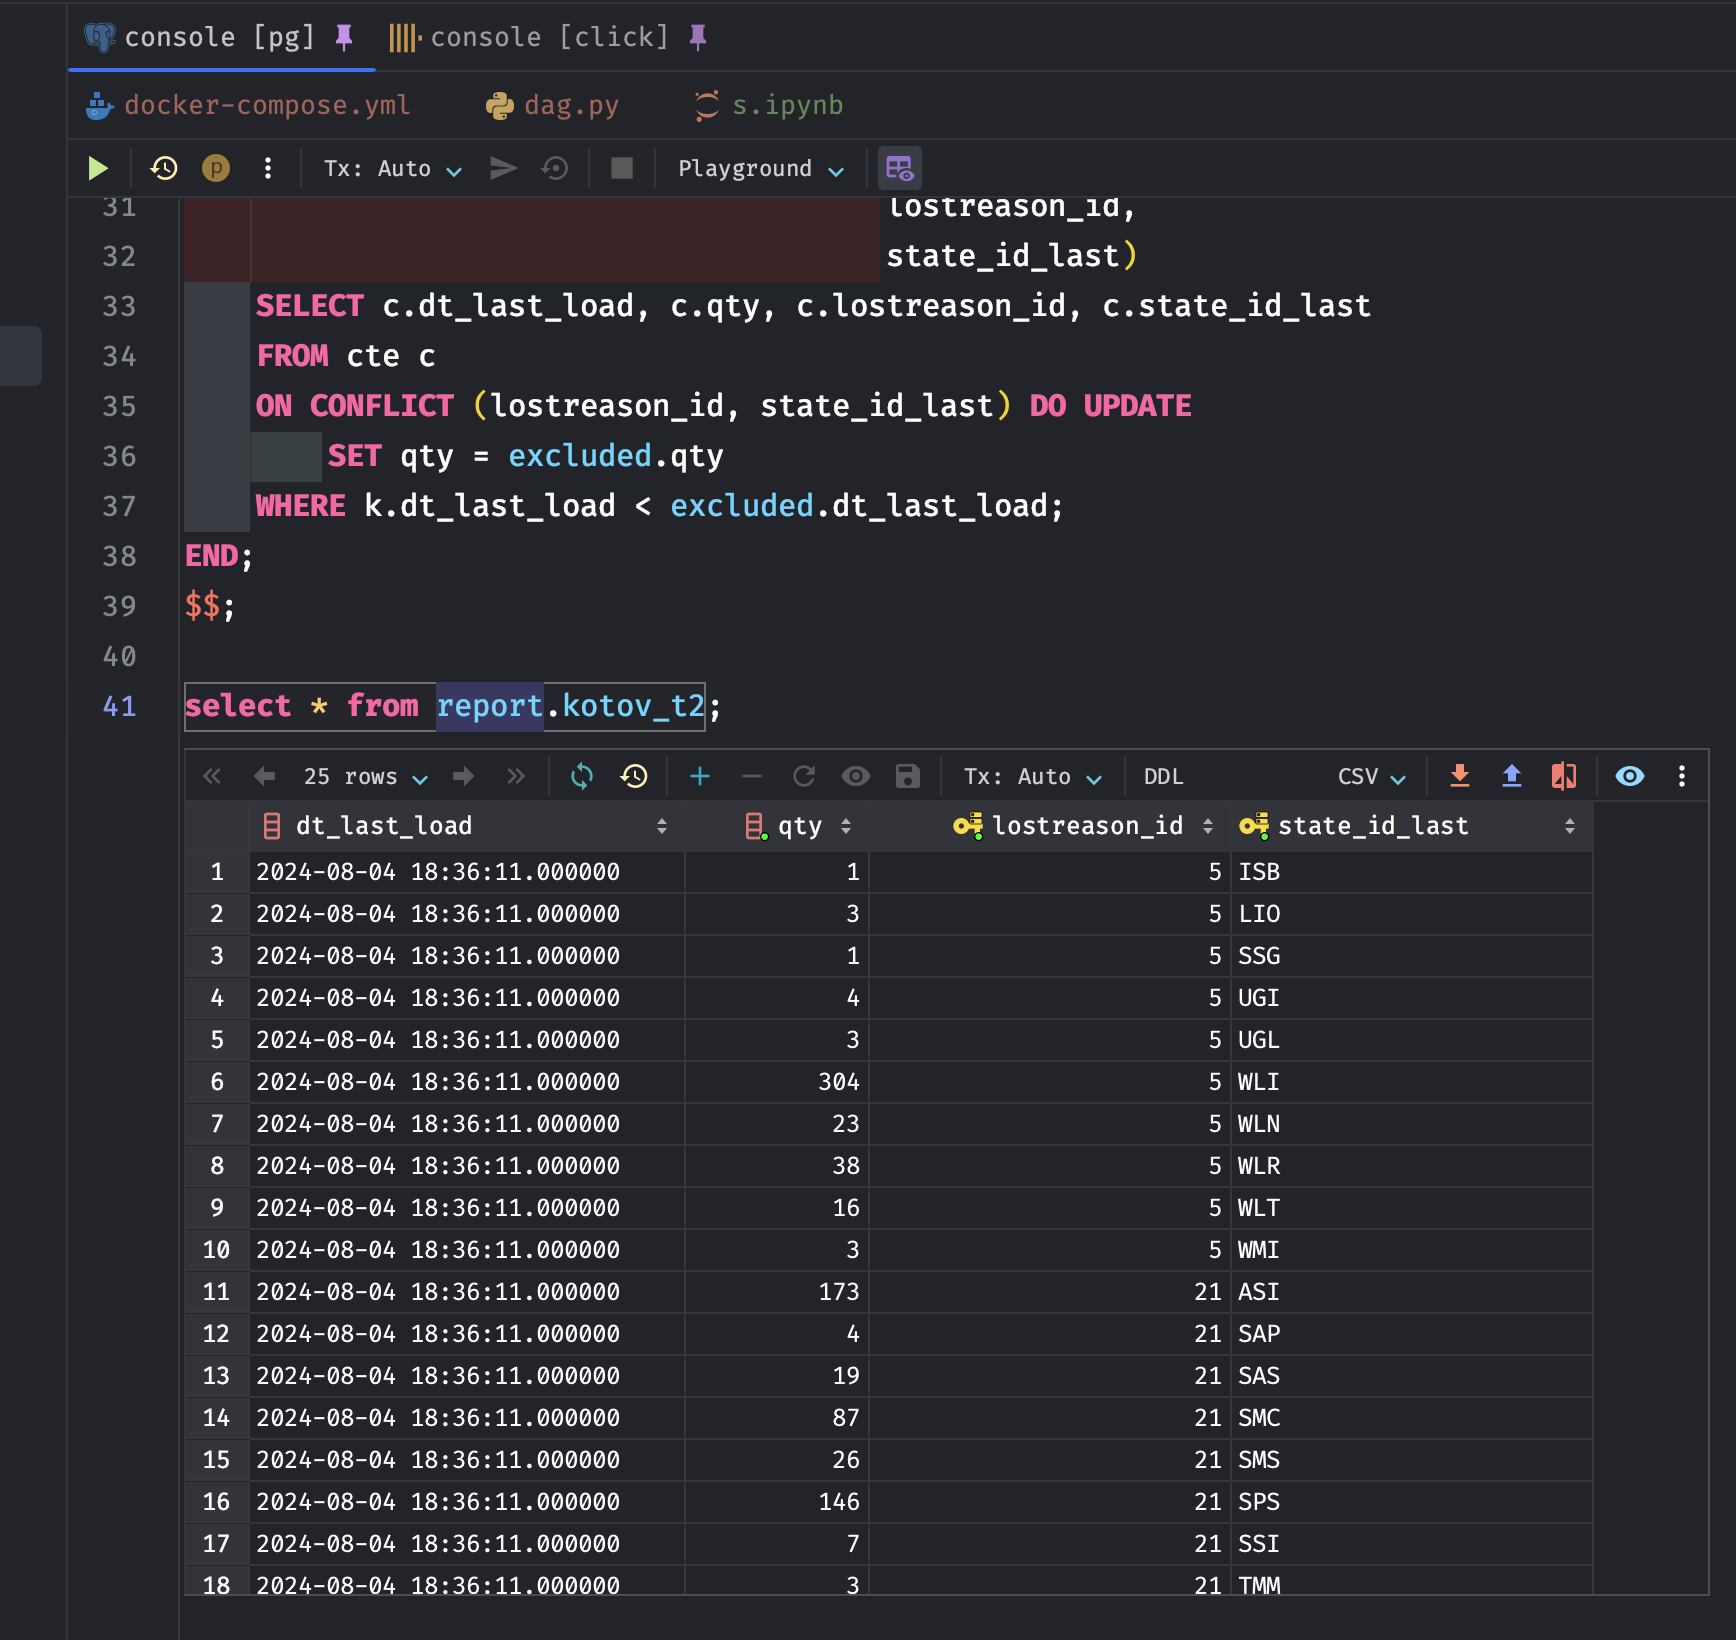 console [pg] console [click]
docker-compose.yml dag.py s.ipynb
p Tx: Auto Playground
31 lostreason_id,
32 state_id_last)
33 SELECT c.dt_last_load, c.qty, c.lostreason_id, c.state_id_last
34 FROM cte c
35 ON CONFLICT (lostreason_id, state_id_last) DO UPDATE
36 SET qty = excluded.qty
37 WHERE k.dt_last_load < excluded.dt_last_load;
38 END;
39 $$;
40
41 select * from report.kotov_t2;
25 rows Tx: Auto DDL CSV
dt_last_load qty lostreason_id state_id_last
1 2024-08-04 18:36:11.000000 1 5 ISB
2 2024-08-04 18:36:11.000000 3 5 LIO
3 2024-08-04 18:36:11.000000 1 5 SSG
4 2024-08-04 18:36:11.000000 4 5 UGI
5 2024-08-04 18:36:11.000000 3 5 UGL
6 2024-08-04 18:36:11.000000 304 5 WLI
7 2024-08-04 18:36:11.000000 23 5 WLN
8 2024-08-04 18:36:11.000000 38 5 WLR
9 2024-08-04 18:36:11.000000 16 5 WLT
10 2024-08-04 18:36:11.000000 3 5 WMI
11 2024-08-04 18:36:11.000000 173 21 ASI
12 2024-08-04 18:36:11.000000 4 21 SAP
13 2024-08-04 18:36:11.000000 19 21 SAS
14 2024-08-04 18:36:11.000000 87 21 SMC
15 2024-08-04 18:36:11.000000 26 21 SMS
16 2024-08-04 18:36:11.000000 146 21 SPS
17 2024-08-04 18:36:11.000000 7 21 SSI
18 2024-08-04 18:36:11.000000 3 21 TMM